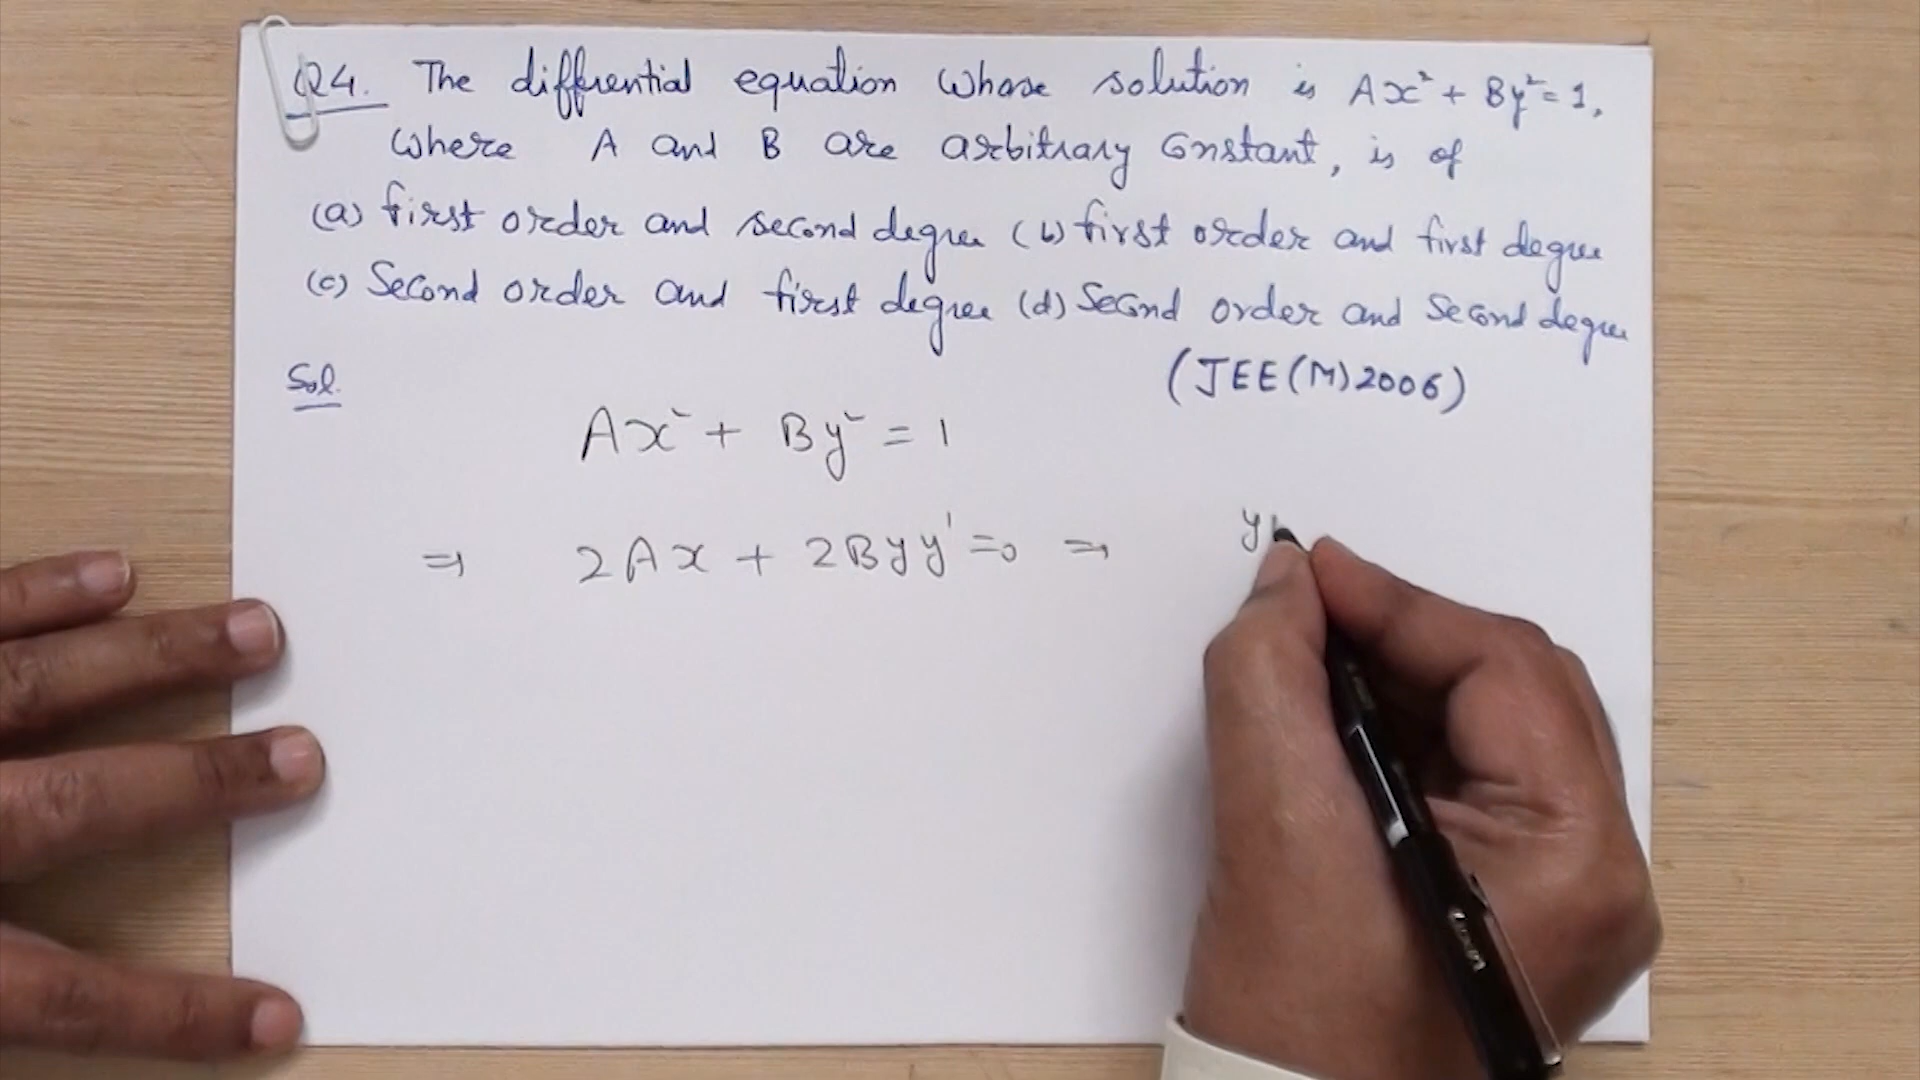 Q4. The differential equation whose solution is Ax² + By² = 1,
where A and B are arbitrary Constant, is of
(a) first order and second degree (b) first order and first degree
(c) Second order and first degree (d) Second order and Second degree
(JEE(M)2006)
Sol.
Ax² + By² = 1
⇒ 2Ax + 2Byy' = 0 ⇒ y